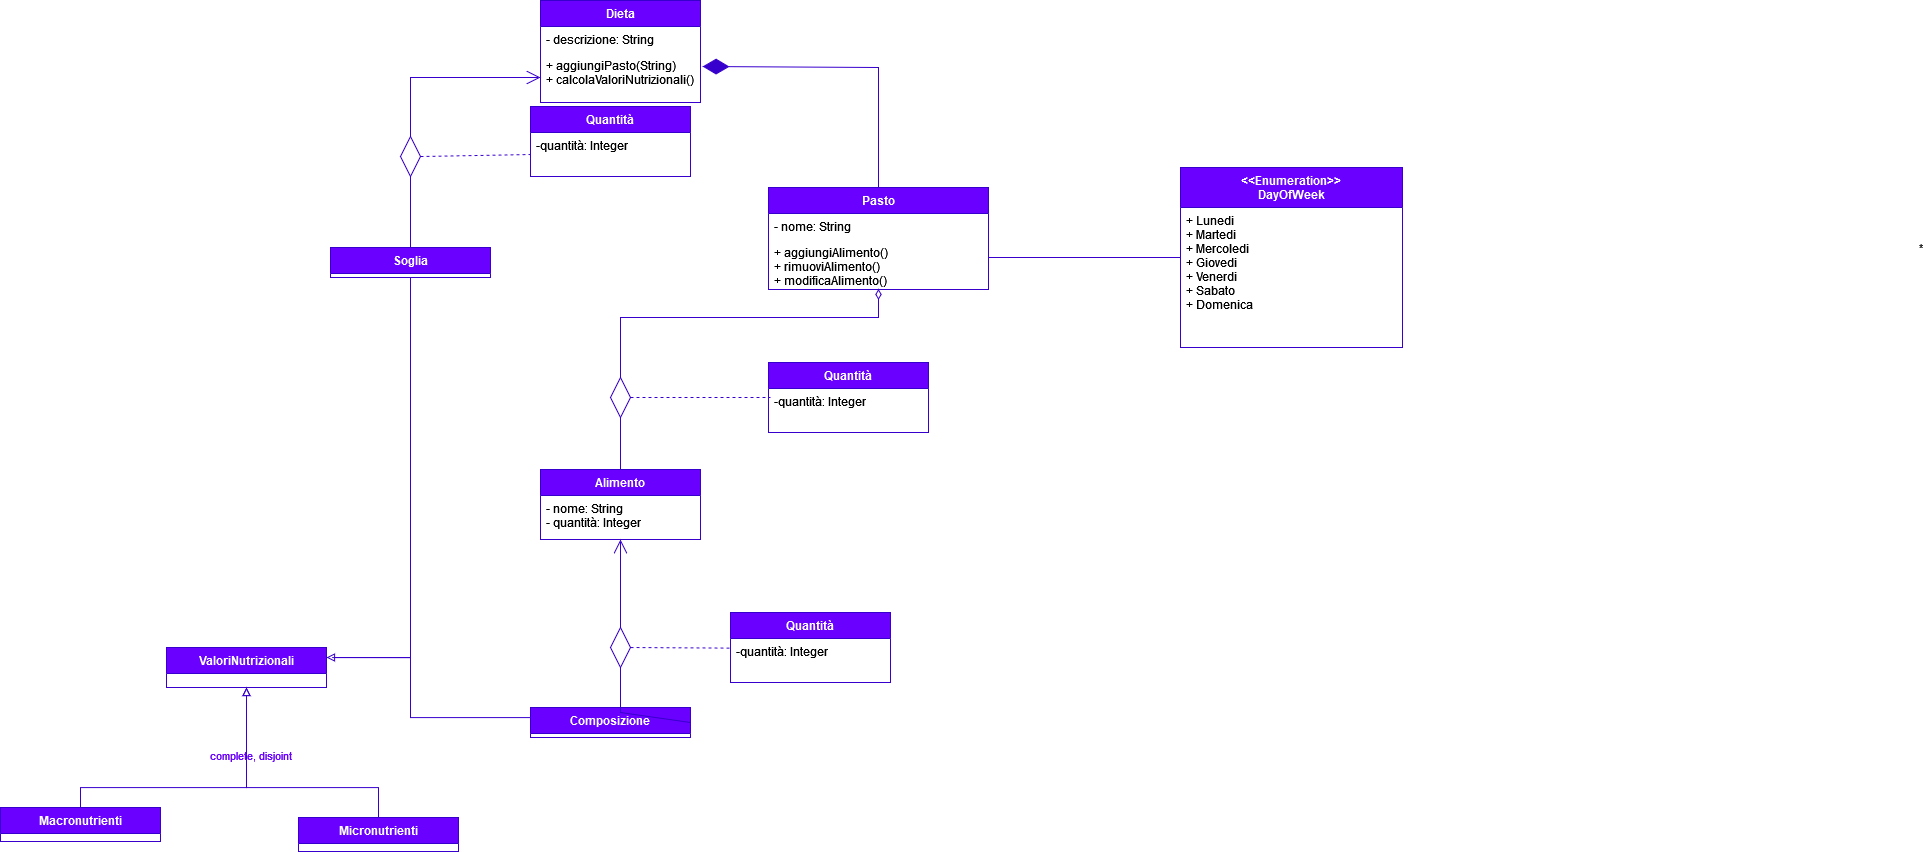 Dieta
- descrizione: String
+ aggiungiPasto(String)
+ calcolaValoriNutrizionali()
Quantità
-quantità: Integer
Pasto
- nome: String
+ aggiungiAlimento()
+ rimuoviAlimento()
+ modificaAlimento()
<<Enumeration>>
DayOfWeek
+ Lunedi
+ Martedi
+ Mercoledi
+ Giovedi
+ Venerdi
+ Sabato
+ Domenica
*
Soglia
Quantità
-quantità: Integer
Alimento
- nome: String
- quantità: Integer
Quantità
-quantità: Integer
ValoriNutrizionali
Composizione
complete, disjoint
Macronutrienti
Micronutrienti